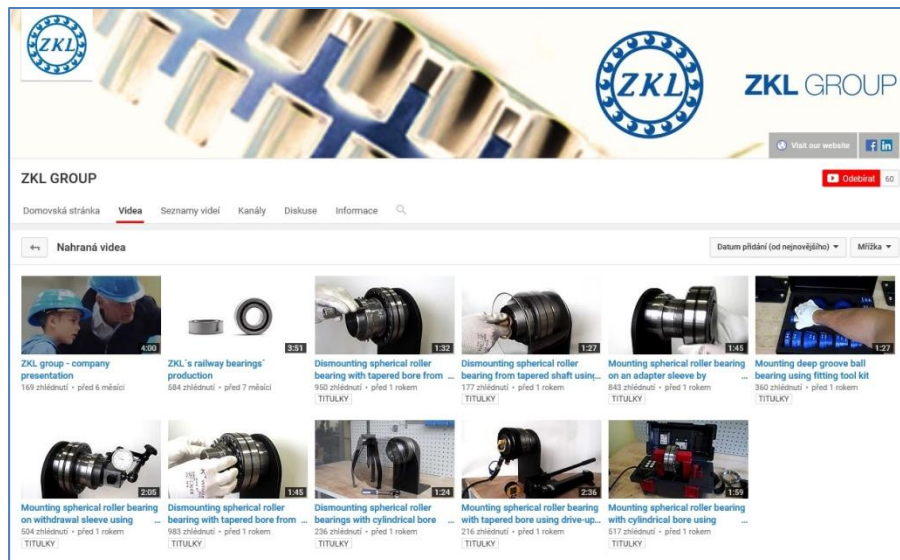 ZKL
ZKL
ZKL GROUP
Visit our website
ZKL GROUP
Odebírat 60
Domovská stránka Videa Seznamy videí Kanály Diskuse Informace
Nahraná videa
Datum přidání (od nejnovějšího)
Mřížka
4:00
3:51
1:32
1:27
1:45
1:27
ZKL group - company
presentation
169 zhlédnutí • před 6 měsíci
ZKL´s railway bearings´
production
584 zhlédnutí • před 7 měsíci
Dismounting spherical roller
bearing with tapered bore from ...
950 zhlédnutí • před 1 rokem
TITULKY
Dismounting spherical roller
bearing from tapered shaft using...
177 zhlédnutí • před 1 rokem
TITULKY
Mounting spherical roller bearing
on an adapter sleeve by ...
843 zhlédnutí • před 1 rokem
TITULKY
Mounting deep groove ball
bearing using fitting tool kit
360 zhlédnutí • před 1 rokem
TITULKY
2:05
1:45
1:24
2:36
1:59
Mounting spherical roller bearing
on withdrawal sleeve using ...
504 zhlédnutí • před 1 rokem
TITULKY
Dismounting spherical roller
bearing with tapered bore from ...
983 zhlédnutí • před 1 rokem
TITULKY
Dismounting spherical roller
bearings with cylindrical bore ...
236 zhlédnutí • před 1 rokem
TITULKY
Mounting spherical roller bearing
with tapered bore using drive-up...
216 zhlédnutí • před 1 rokem
TITULKY
Mounting spherical roller bearing
with cylindrical bore using ...
517 zhlédnutí • před 1 rokem
TITULKY